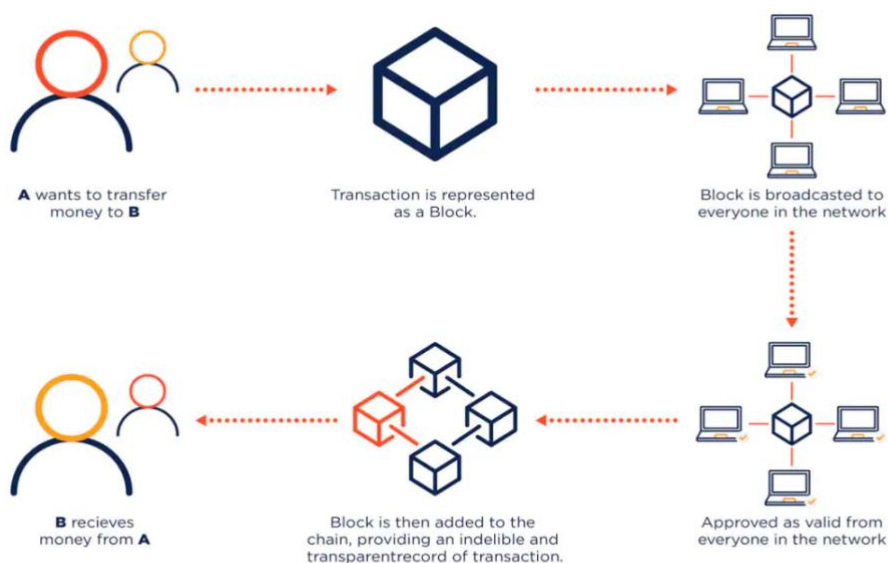 A wants to transfer
money to B
Transaction is represented
as a Block.
Block is broadcasted to
everyone in the network
B recieves
money from A
Block is then added to the
chain, providing an indelible and
transparentrecord of transaction.
Approved as valid from
everyone in the network